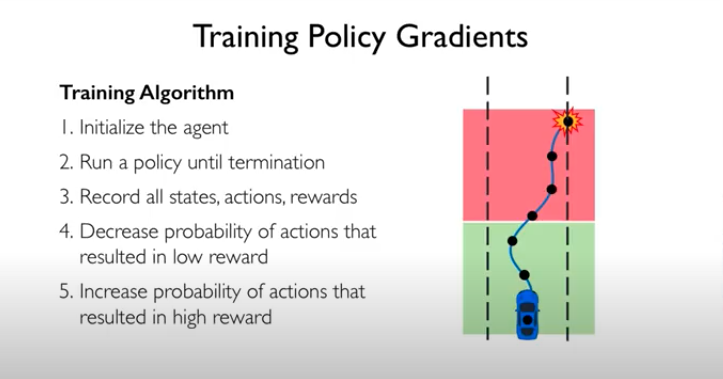 Training Policy Gradients
Training Algorithm
1. Initialize the agent
2. Run a policy until termination
3. Record all states, actions, rewards
4. Decrease probability of actions that
resulted in low reward
5. Increase probability of actions that
resulted in high reward